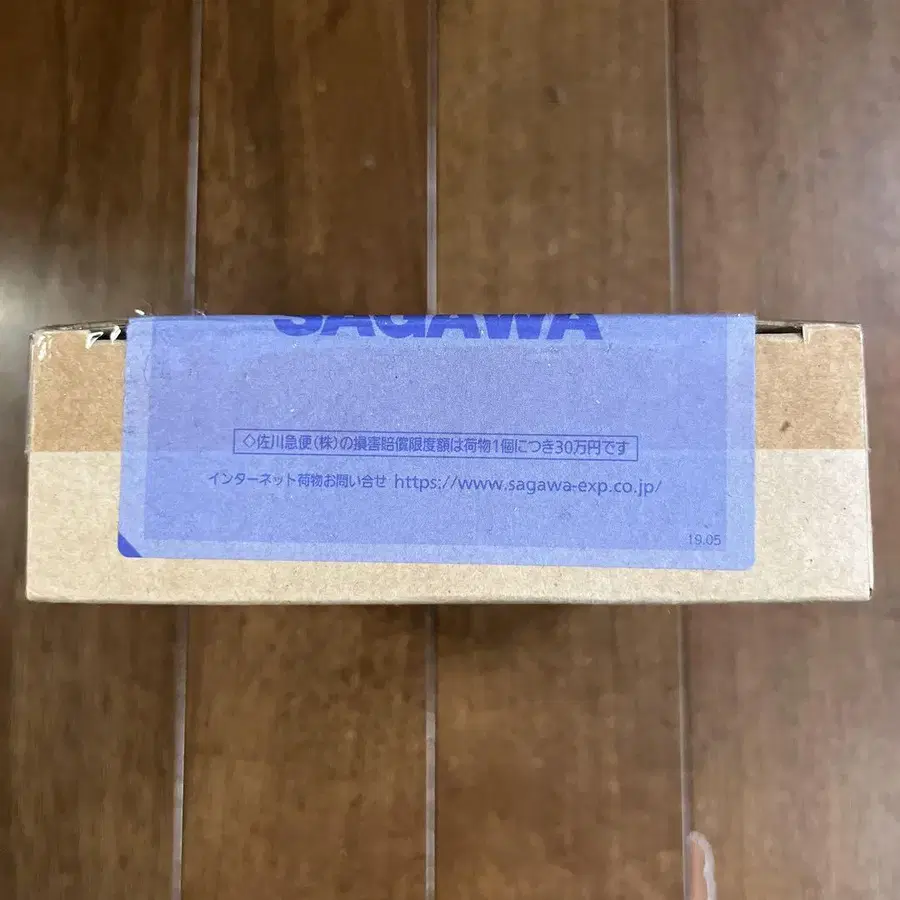 SAGAWA
◇佐川急便(株)の損害賠償限度額は荷物1個につき30万円です
インターネット荷物お問い合せ https://www.sagawa-exp.co.jp/
19.05